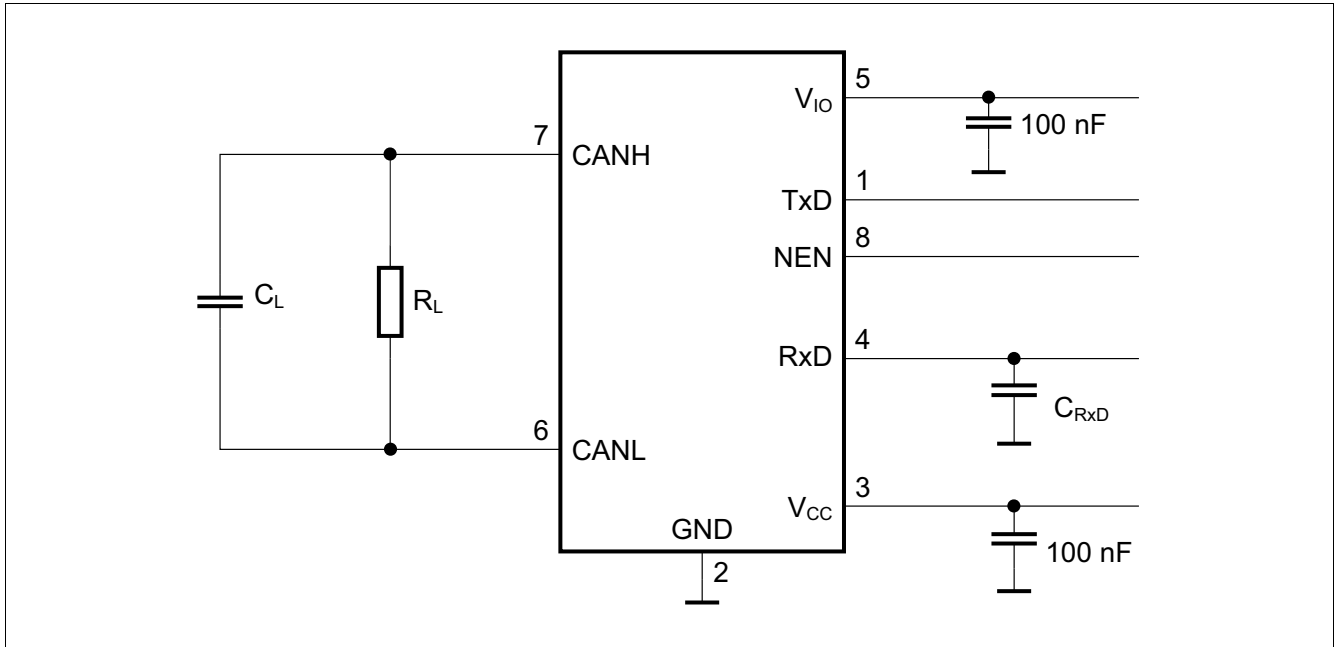 5
V_IO
100 nF
7
CANH
1
TxD
8
NEN
C_L
R_L
4
RxD
C_RxD
6
CANL
3
V_CC
GND
100 nF
2